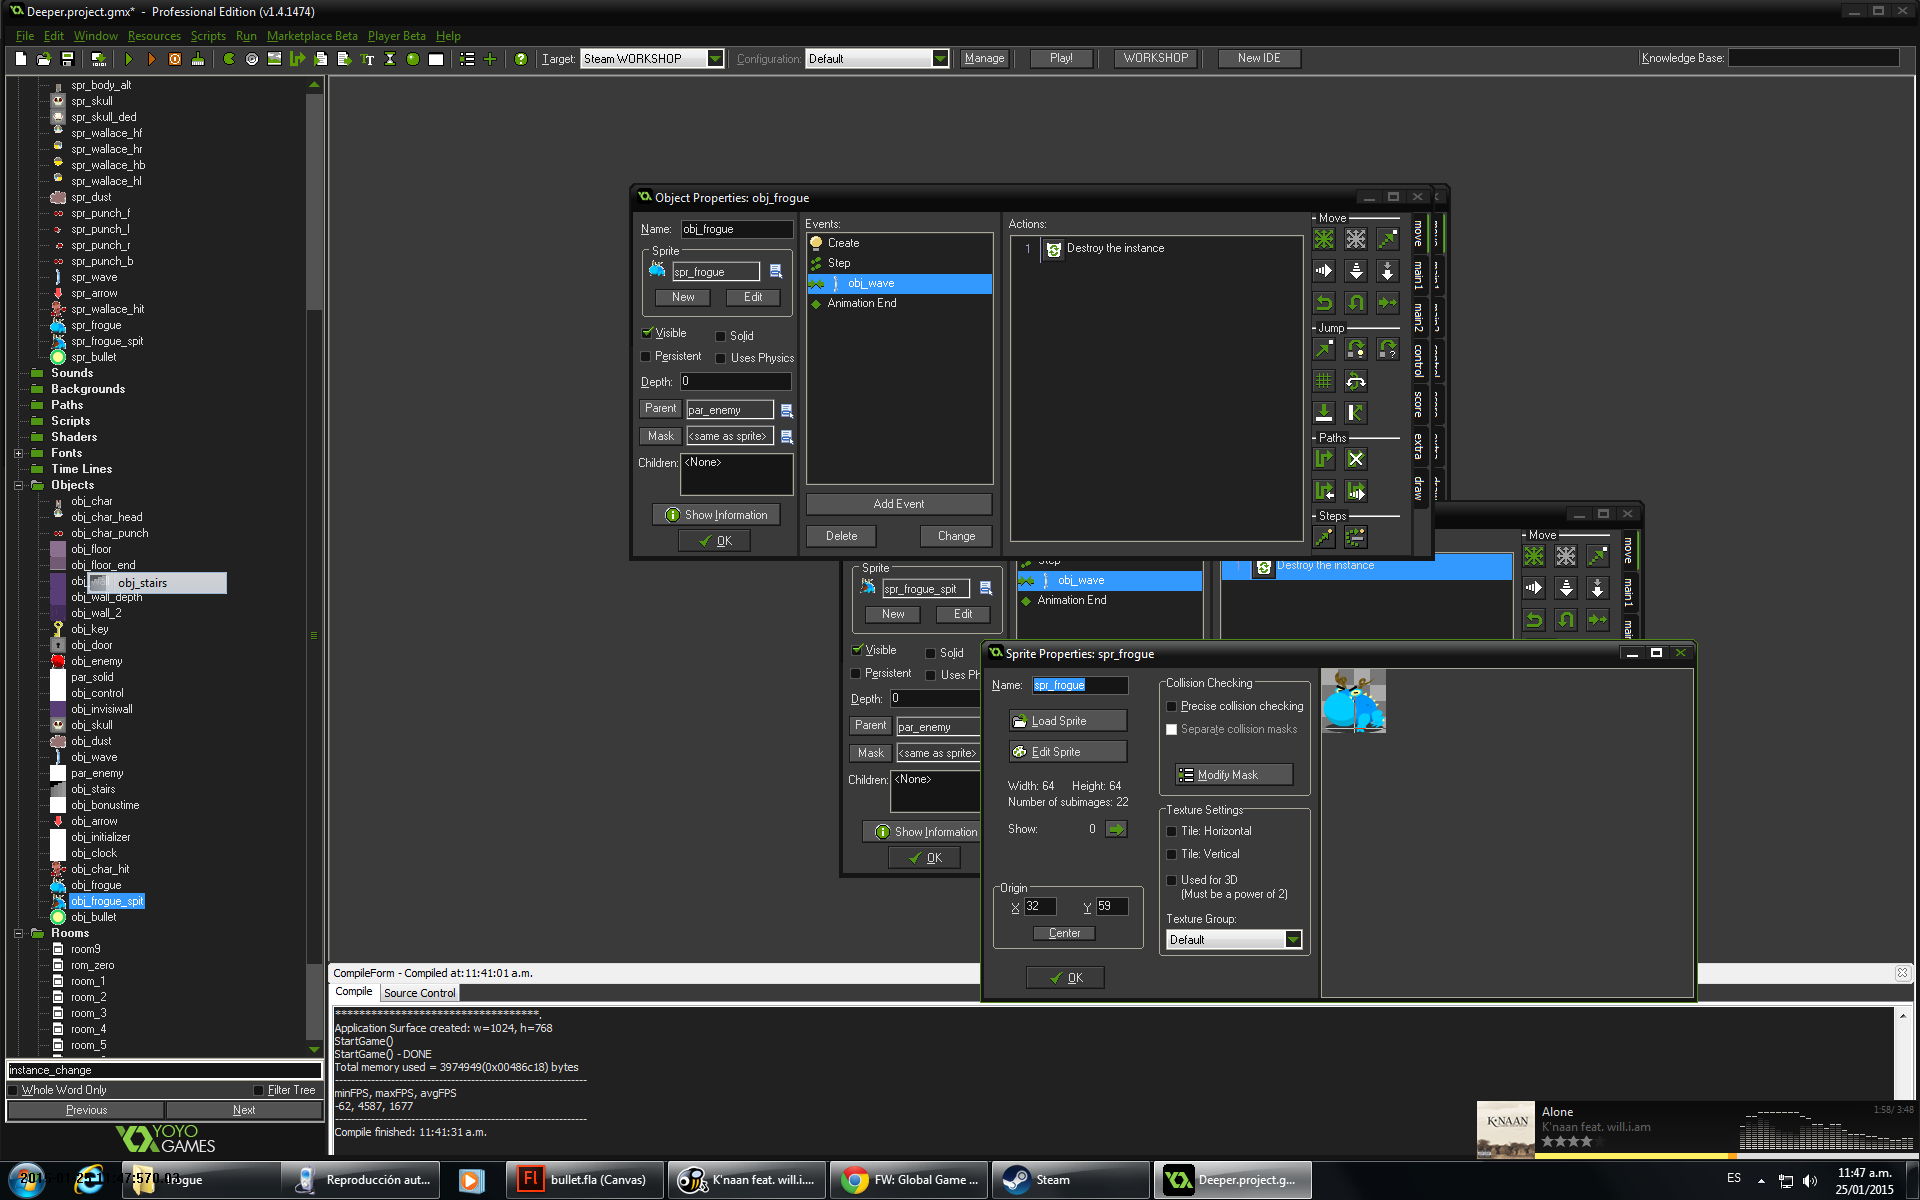 Deeper.project.gmx* - Professional Edition (v1.4.1474)
File Edit Window Resources Scripts Run Marketplace Beta Player Beta Help
Target: Steam WORKSHOP Configuration: Default Manage Play! WORKSHOP New IDE Knowledge Base:
spr_body_alt
spr_skull
spr_skull_ded
spr_wallace_hf
spr_wallace_hr
spr_wallace_hb
spr_wallace_hl
spr_dust
spr_punch_f
spr_punch_l
spr_punch_r
spr_punch_b
spr_wave
spr_arrow
spr_wallace_hit
spr_frogue
spr_frogue_spit
spr_bullet
Sounds
Backgrounds
Paths
Scripts
Shaders
Fonts
Time Lines
Objects
obj_char
obj_char_head
obj_char_punch
obj_floor
obj_floor_end
obj_stairs
obj_wall_depth
obj_wall_2
obj_key
obj_door
obj_enemy
par_solid
obj_control
obj_invisiwall
obj_skull
obj_dust
obj_wave
par_enemy
obj_stairs
obj_bonustime
obj_arrow
obj_initializer
obj_clock
obj_char_hit
obj_frogue
obj_frogue_spit
obj_bullet
Rooms
room9
rom_zero
room_1
room_2
room_3
room_4
room_5
instance_change
Whole Word Only Filter Tree
Previous Next
YOYO
GAMES
Object Properties: obj_frogue
Name: obj_frogue
Sprite
spr_frogue
New Edit
Visible Solid
Persistent Uses Physics
Depth: 0
Parent par_enemy
Mask <same as sprite>
Children: <None>
Show Information
OK
Events:
Create
Step
obj_wave
Animation End
Add Event
Delete Change
Actions:
1 Destroy the instance
Move
Jump
Paths
Steps
move
main1
main2
control
score
extra
draw
Sprite
spr_frogue_spit
New Edit
Visible Solid
Persistent Uses Ph
Depth: 0
Parent par_enemy
Mask <same as sprite>
Children: <None>
Show Information
OK
Step
obj_wave
Animation End
1 Destroy the instance
Move
move
main1
Sprite Properties: spr_frogue
Name: spr_frogue
Load Sprite
Edit Sprite
Width: 64 Height: 64
Number of subimages: 22
Show: 0
Origin
X 32 Y 59
Center
OK
Collision Checking
Precise collision checking
Separate collision masks
Modify Mask
Texture Settings
Tile: Horizontal
Tile: Vertical
Used for 3D
(Must be a power of 2)
Texture Group:
Default
CompileForm - Compiled at:11:41:01 a.m.
Compile Source Control
***********************************.
Application Surface created: w=1024, h=768
StartGame()
StartGame() - DONE
Total memory used = 3974949(0x00486c18) bytes
minFPS, maxFPS, avgFPS
-62, 4587, 1677
Compile finished: 11:41:31 a.m.
K'NAAN
Alone 1:58/ 3:48
K'naan feat. will.i.am
Reproducción aut...
bullet.fla (Canvas)
K'naan feat. will.i....
FW: Global Game ...
Steam
Deeper.project.g...
ES
11:47 a.m.
25/01/2015